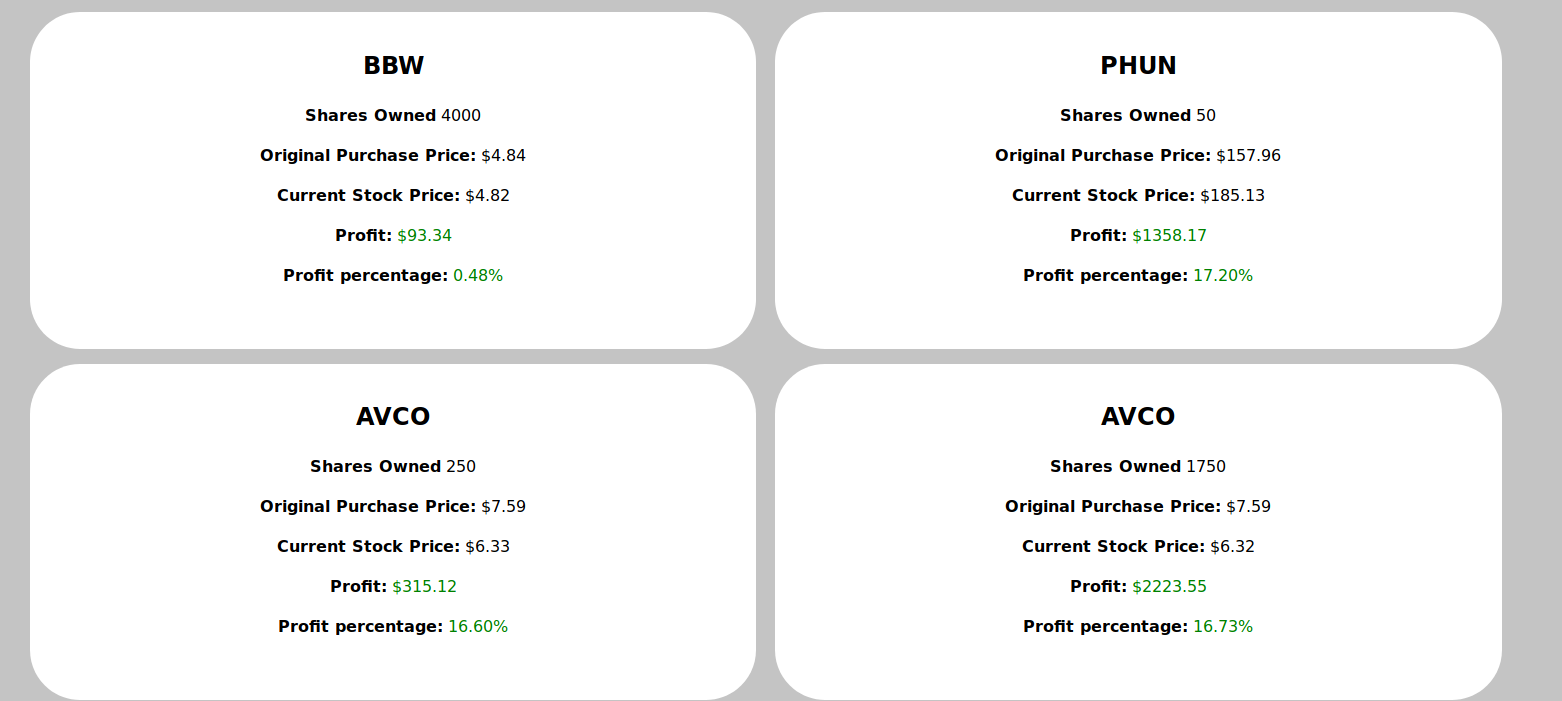 BBW
Shares Owned 4000
Original Purchase Price: $4.84
Current Stock Price: $4.82
Profit: $93.34
Profit percentage: 0.48%
PHUN
Shares Owned 50
Original Purchase Price: $157.96
Current Stock Price: $185.13
Profit: $1358.17
Profit percentage: 17.20%
AVCO
Shares Owned 250
Original Purchase Price: $7.59
Current Stock Price: $6.33
Profit: $315.12
Profit percentage: 16.60%
AVCO
Shares Owned 1750
Original Purchase Price: $7.59
Current Stock Price: $6.32
Profit: $2223.55
Profit percentage: 16.73%